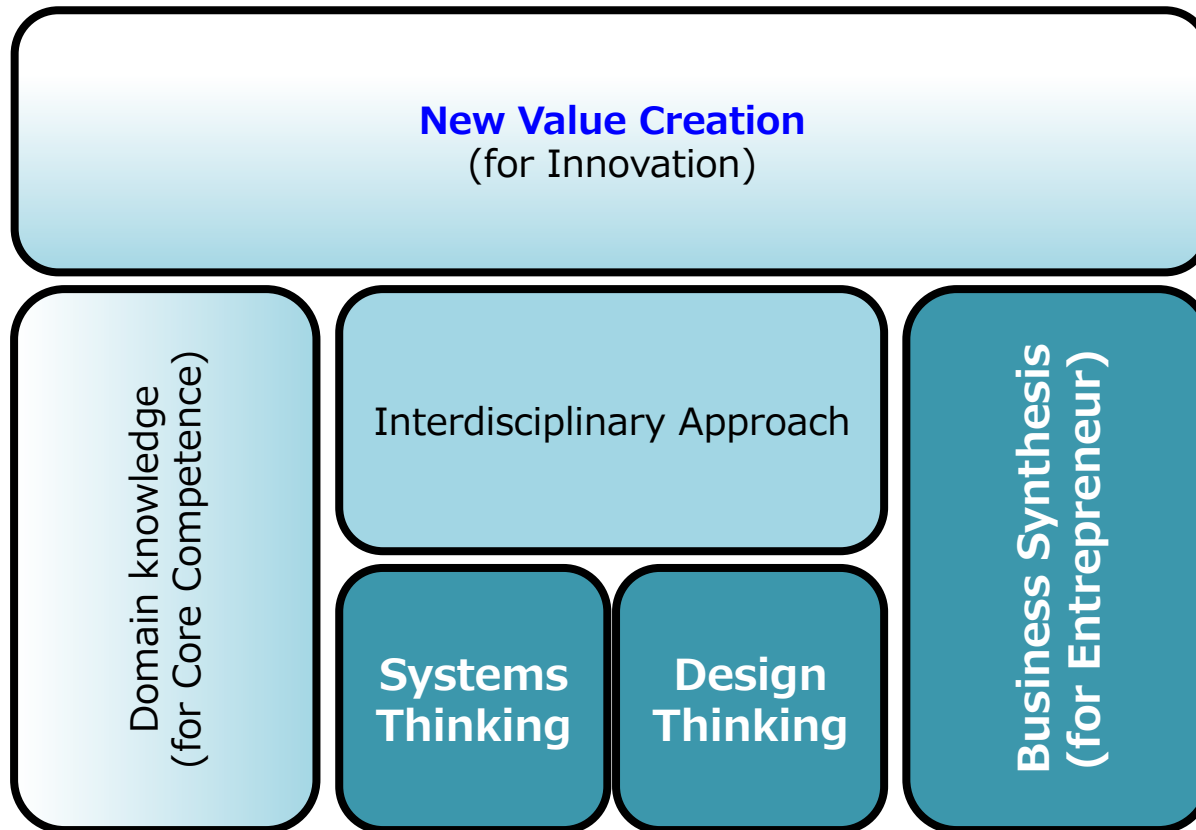 New Value Creation
(for Innovation)
Domain knowledge
(for Core Competence)
Interdisciplinary Approach
Systems
Thinking
Design
Thinking
Business Synthesis
(for Entrepreneur)